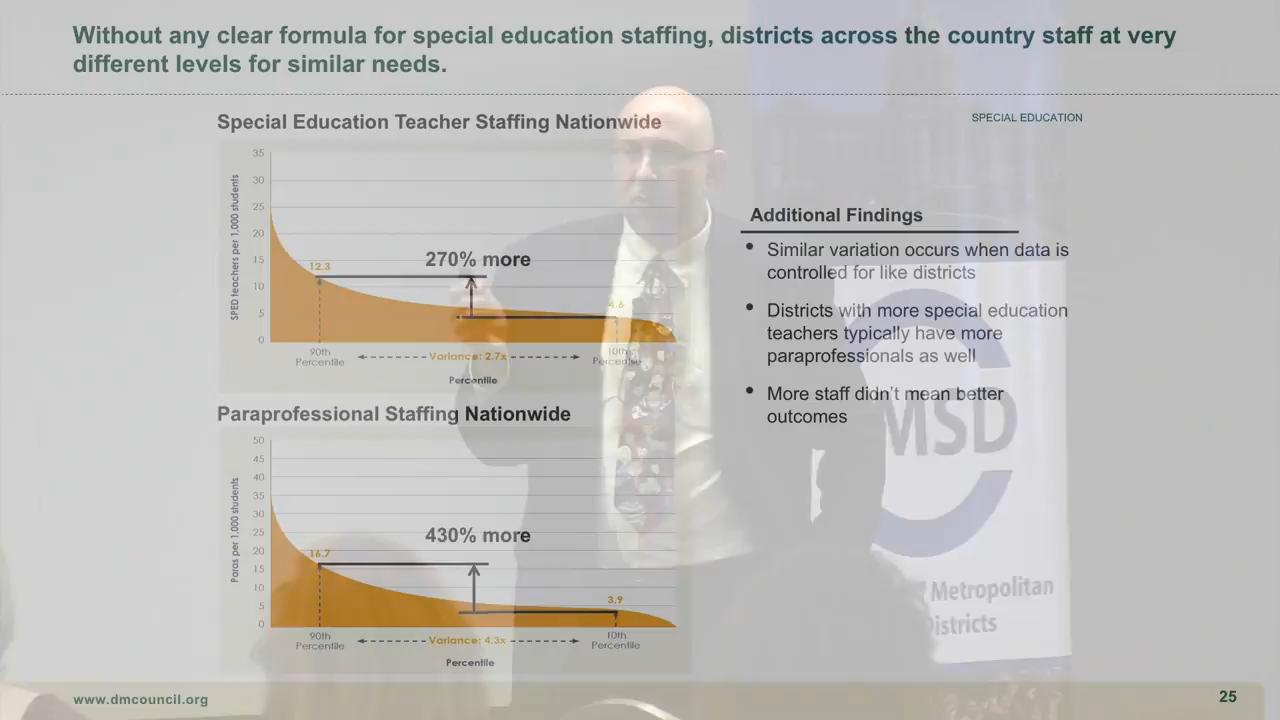 Without any clear formula for special education staffing, districts across the country staff at very
different levels for similar needs.
SPECIAL EDUCATION
Special Education Teacher Staffing Nationwide
SPED teachers per 1,000 students
35
30
25
20
15
10
5
0
12.3
270% more
4.6
90th
Percentile
Variance: 2.7x
10th
Percentile
Percentile
Paraprofessional Staffing Nationwide
Paras per 1,000 students
50
45
40
35
30
25
20
15
10
5
0
16.7
430% more
3.9
90th
Percentile
Variance: 4.3x
10th
Percentile
Percentile
Additional Findings
• Similar variation occurs when data is
controlled for like districts
• Districts with more special education
teachers typically have more
paraprofessionals as well
• More staff didn't mean better
outcomes
MSD
Metropolitan
Districts
www.dmcouncil.org
25